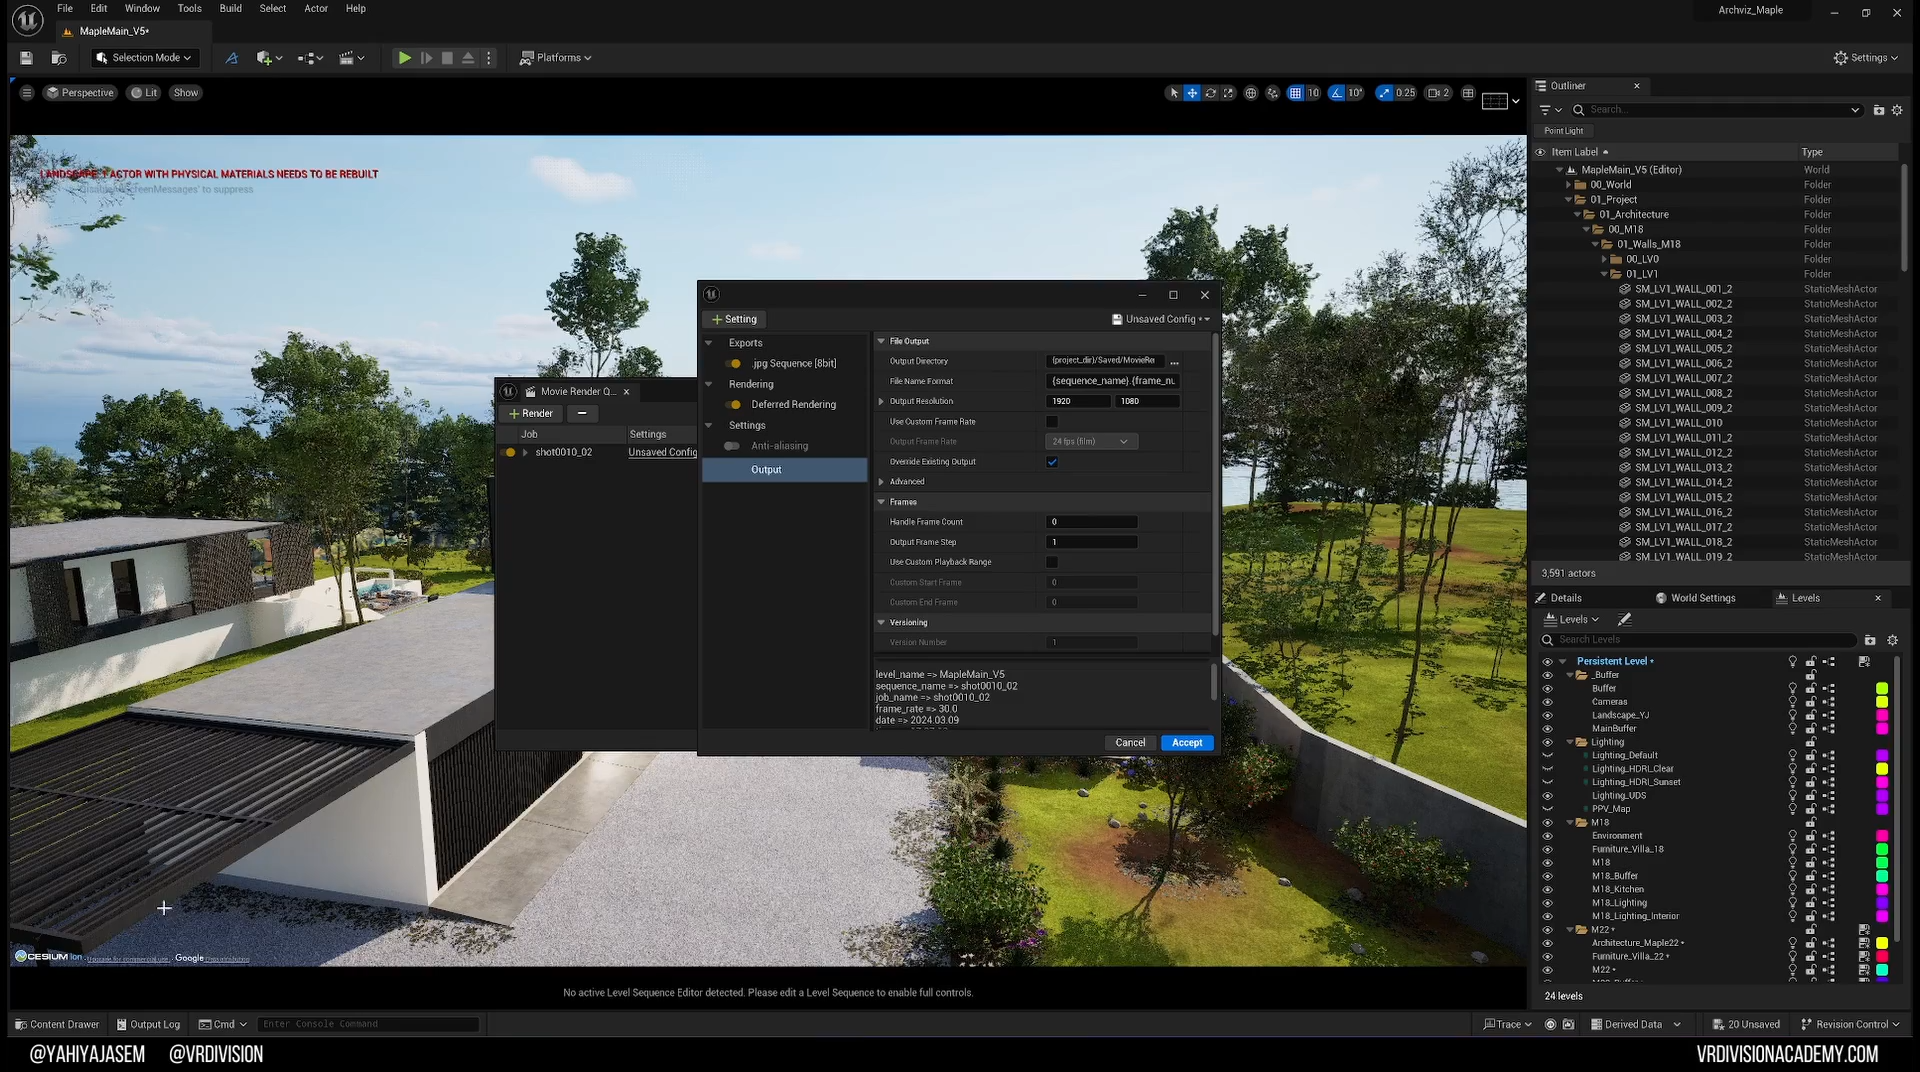 File Edit Window Tools Build Select Actor Help
Archviz_Maple
MapleMain_V5*
Selection Mode
Platforms
Settings
Perspective Lit Show
10 10° 0.25 2
LANDSCAPE: 1 ACTOR WITH PHYSICAL MATERIALS NEEDS TO BE REBUILT
to suppress
Outliner
Search...
Point Light
Item Label Type
MapleMain_V5 (Editor) World
00_World Folder
01_Project Folder
01_Architecture Folder
00_M18 Folder
01_Walls_M18 Folder
00_LV0 Folder
01_LV1 Folder
SM_LV1_WALL_001_2 StaticMeshActor
SM_LV1_WALL_002_2 StaticMeshActor
SM_LV1_WALL_003_2 StaticMeshActor
SM_LV1_WALL_004_2 StaticMeshActor
SM_LV1_WALL_005_2 StaticMeshActor
SM_LV1_WALL_006_2 StaticMeshActor
SM_LV1_WALL_007_2 StaticMeshActor
SM_LV1_WALL_008_2 StaticMeshActor
SM_LV1_WALL_009_2 StaticMeshActor
SM_LV1_WALL_010 StaticMeshActor
SM_LV1_WALL_011_2 StaticMeshActor
SM_LV1_WALL_012_2 StaticMeshActor
SM_LV1_WALL_013_2 StaticMeshActor
SM_LV1_WALL_014_2 StaticMeshActor
SM_LV1_WALL_015_2 StaticMeshActor
SM_LV1_WALL_016_2 StaticMeshActor
SM_LV1_WALL_017_2 StaticMeshActor
SM_LV1_WALL_018_2 StaticMeshActor
SM_LV1_WALL_019_2 StaticMeshActor
3,591 actors
Movie Render Q...
Render
Job Settings
shot0010_02 Unsaved Config
Setting
Unsaved Config *
Exports
.jpg Sequence [8bit]
Rendering
Deferred Rendering
Settings
Anti-aliasing
Output
File Output
Output Directory {project_dir}/Saved/MovieRe
File Name Format {sequence_name}.{frame_nu
Output Resolution 1920 1080
Use Custom Frame Rate
Output Frame Rate 24 fps (film)
Override Existing Output
Advanced
Frames
Handle Frame Count 0
Output Frame Step 1
Use Custom Playback Range
Custom Start Frame 0
Custom End Frame 0
Versioning
Version Number 1
level_name => MapleMain_V5
sequence_name => shot0010_02
job_name => shot0010_02
frame_rate => 30.0
date => 2024.03.09
Cancel Accept
Details World Settings Levels
Levels
Search Levels
Persistent Level *
_Buffer
Buffer
Cameras
Landscape_YJ
MainBuffer
Lighting
Lighting_Default
Lighting_HDRI_Clear
Lighting_HDRI_Sunset
Lighting_UDS
PPV_Map
M18
Environment
Furniture_Villa_18
M18
M18_Buffer
M18_Kitchen
M18_Lighting
M18_Lighting_Interior
M22 *
Architecture_Maple22 *
Furniture_Villa_22 *
M22 *
24 levels
CESIUM ion Upgrade for commercial use. Google
No active Level Sequence Editor detected. Please edit a Level Sequence to enable full controls.
Content Drawer Output Log Cmd Enter Console Command
Trace Derived Data 20 Unsaved Revision Control
@YAHIYAJASEM @VRDIVISION
VRDIVISIONACADEMY.COM